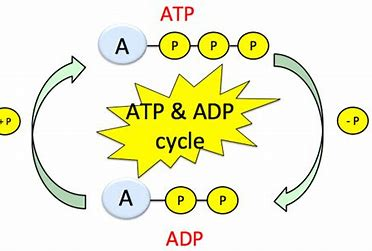 ATP
A P P P
+ P
ATP & ADP
cycle
- P
A P P
ADP